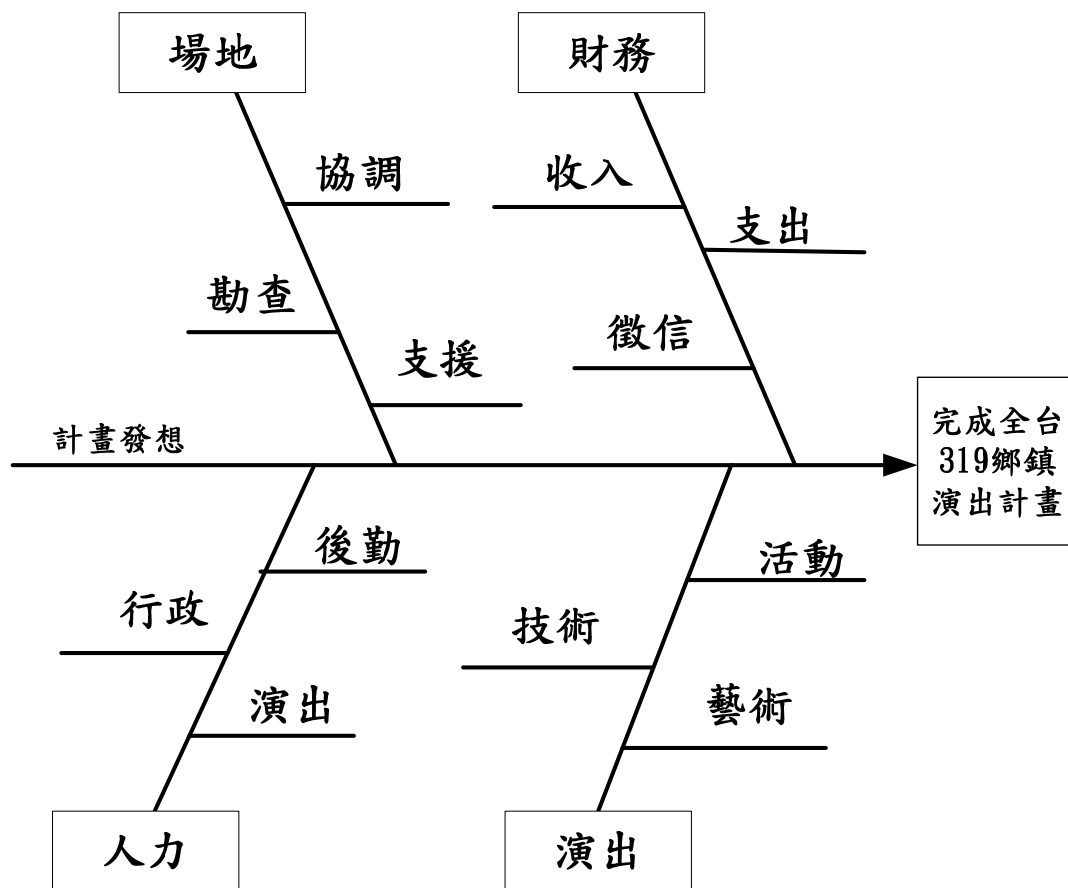 場地
財務
協調
收入
支出
勘查
徵信
支援
計畫發想
完成全台
319鄉鎮
演出計畫
後勤
活動
行政
技術
演出
藝術
人力
演出